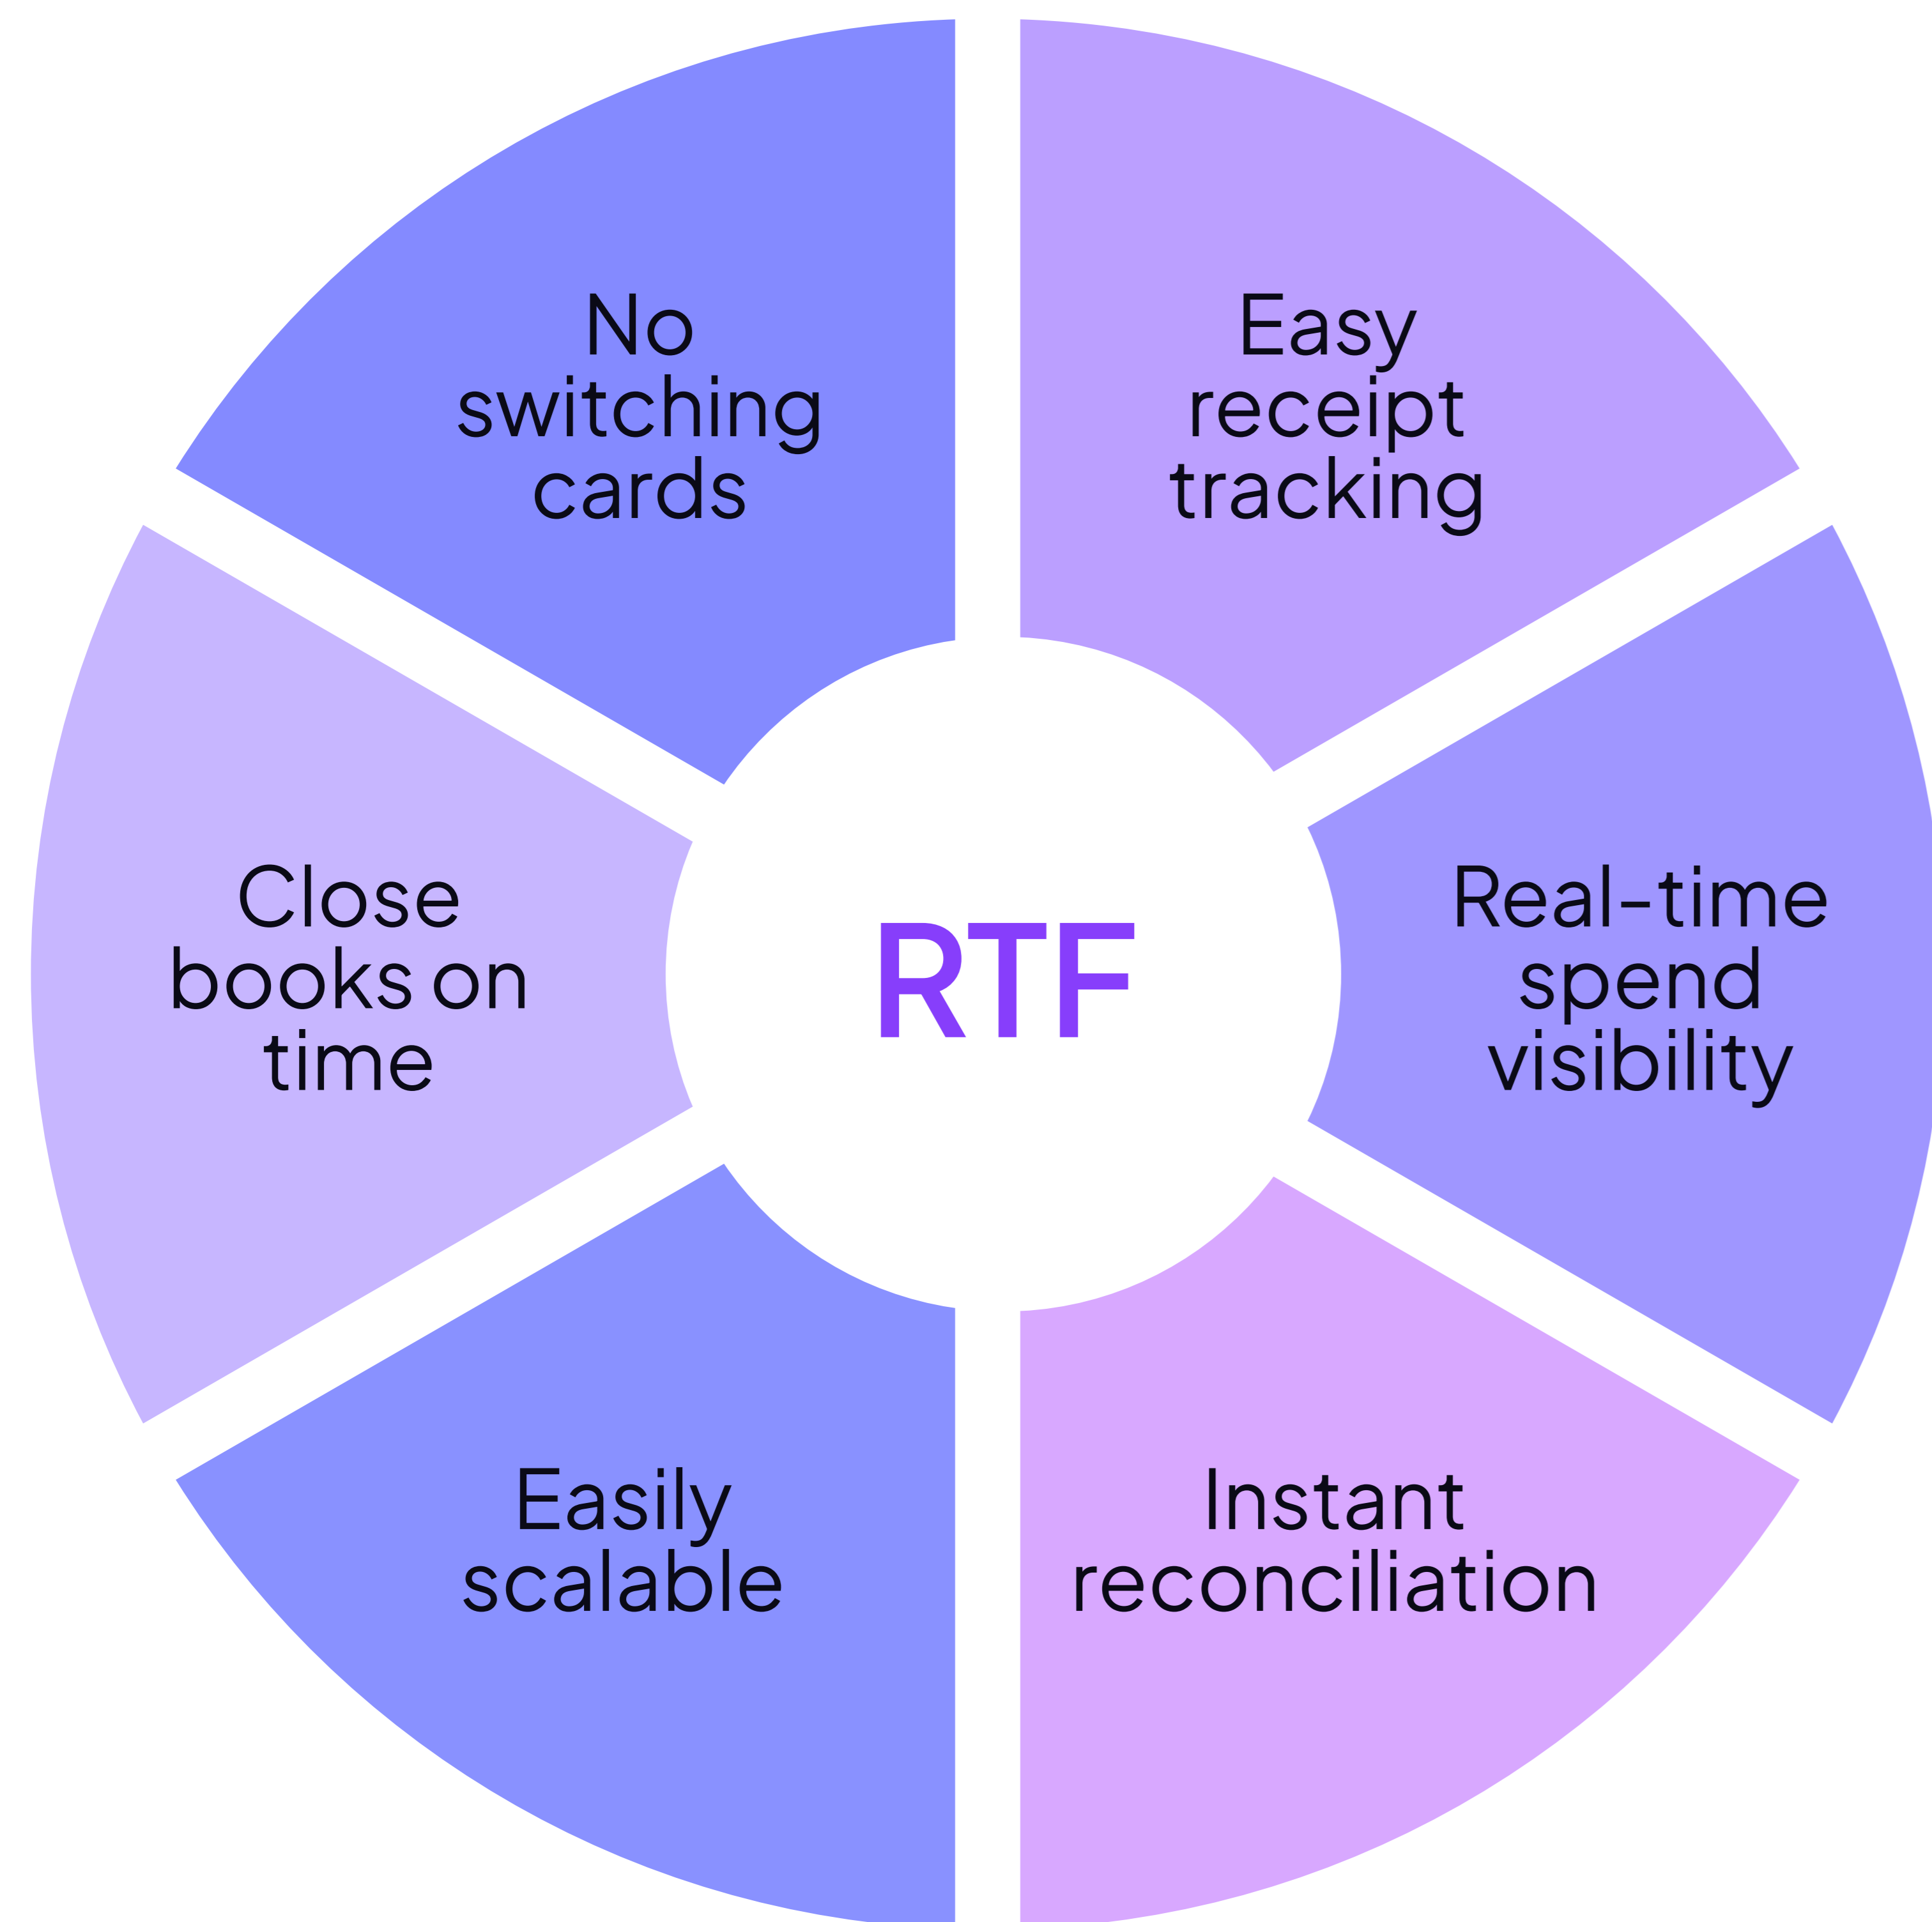 No
switching
cards
Easy
receipt
tracking
Close
books on
time
RTF
Real-time
spend
visibility
Easily
scalable
Instant
reconciliation